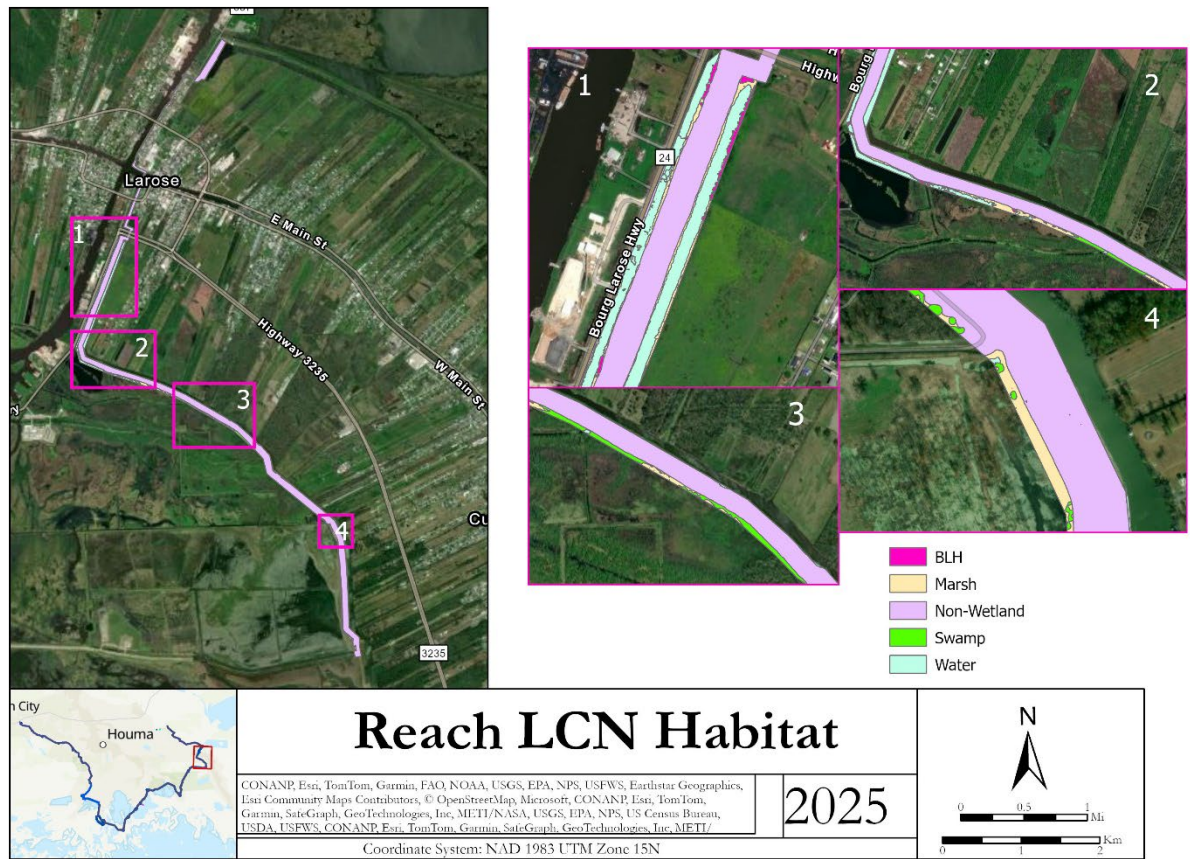 Larose
E Main St
W Main St
Highway 3235
3235
1
2
3
4
1
24
Bourg Larose Hwy
2
3
4
BLH
Marsh
Non-Wetland
Swamp
Water
n City
Houma
Reach LCN Habitat
CONANP, Esri, TomTom, Garmin, FAO, NOAA, USGS, EPA, NPS, USFWS, Earthstar Geographics,
Esri Community Maps Contributors, © OpenStreetMap, Microsoft, CONANP, Esri, TomTom,
Garmin, SafeGraph, GeoTechnologies, Inc, METI/NASA, USGS, EPA, NPS, US Census Bureau,
USDA, USFWS, CONANP, Esri, TomTom, Garmin, SafeGraph, GeoTechnologies, Inc, METI/
2025
Coordinate System: NAD 1983 UTM Zone 15N
N
0 0.5 1
Mi
Km
0 1 2